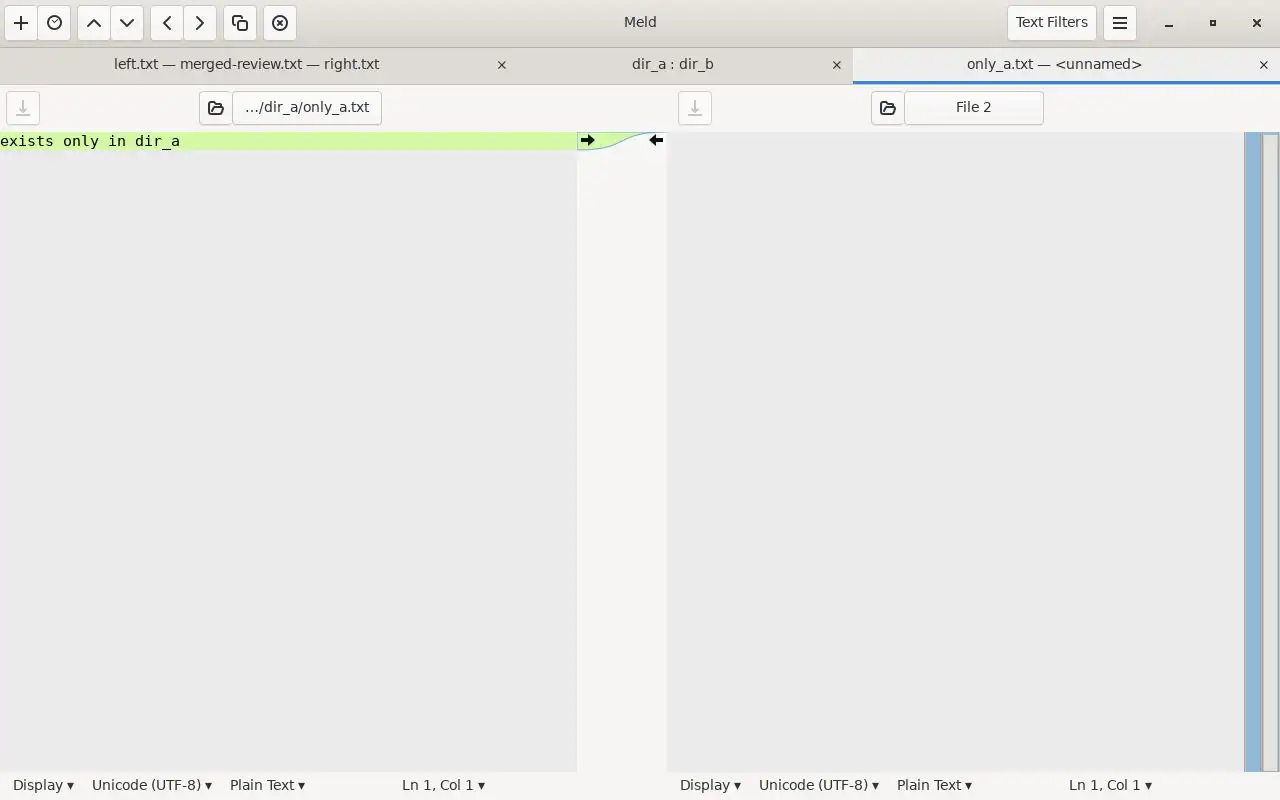 Meld
Text Filters
left.txt — merged-review.txt — right.txt
dir_a : dir_b
only_a.txt — <unnamed>
.../dir_a/only_a.txt
File 2
exists only in dir_a
Display ▾ Unicode (UTF-8) ▾ Plain Text ▾ Ln 1, Col 1 ▾
Display ▾ Unicode (UTF-8) ▾ Plain Text ▾ Ln 1, Col 1 ▾